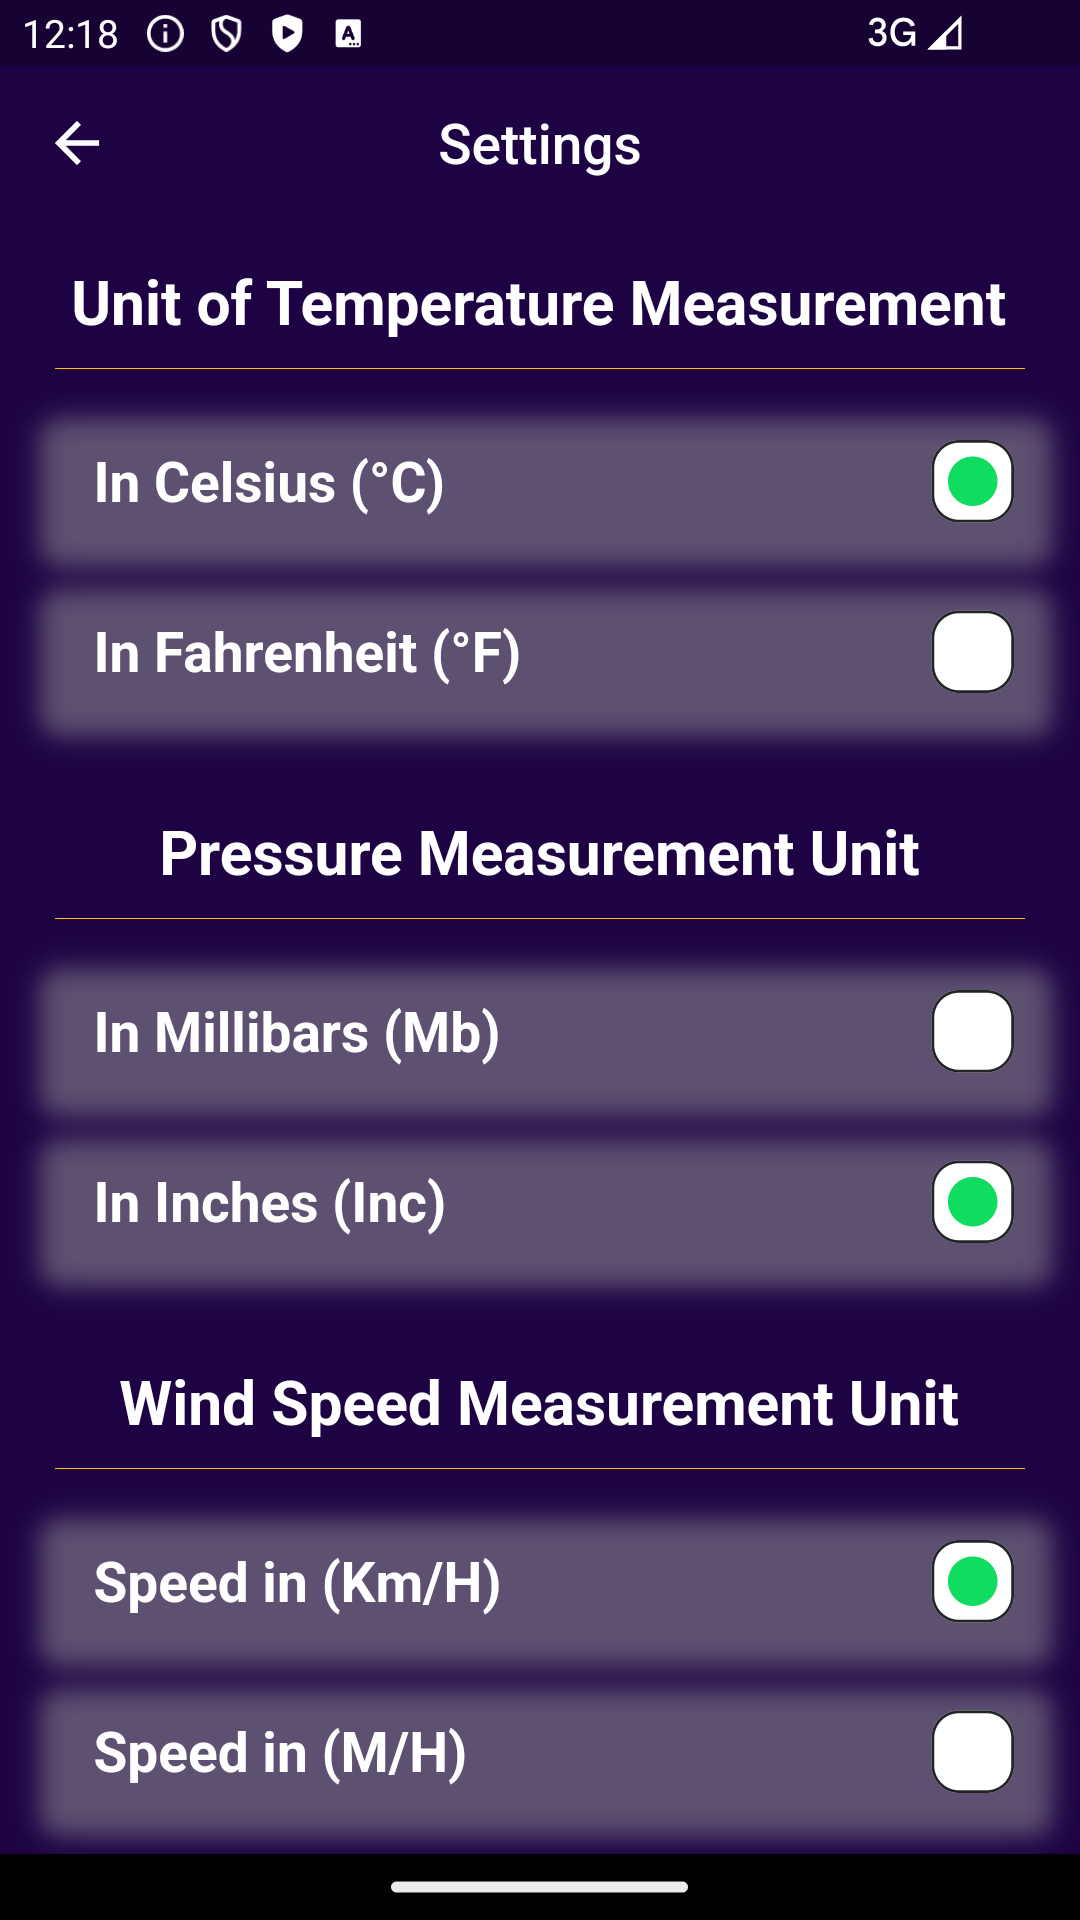 12:18
3G
Settings
Unit of Temperature Measurement
In Celsius (°C)
In Fahrenheit (°F)
Pressure Measurement Unit
In Millibars (Mb)
In Inches (Inc)
Wind Speed Measurement Unit
Speed in (Km/H)
Speed in (M/H)